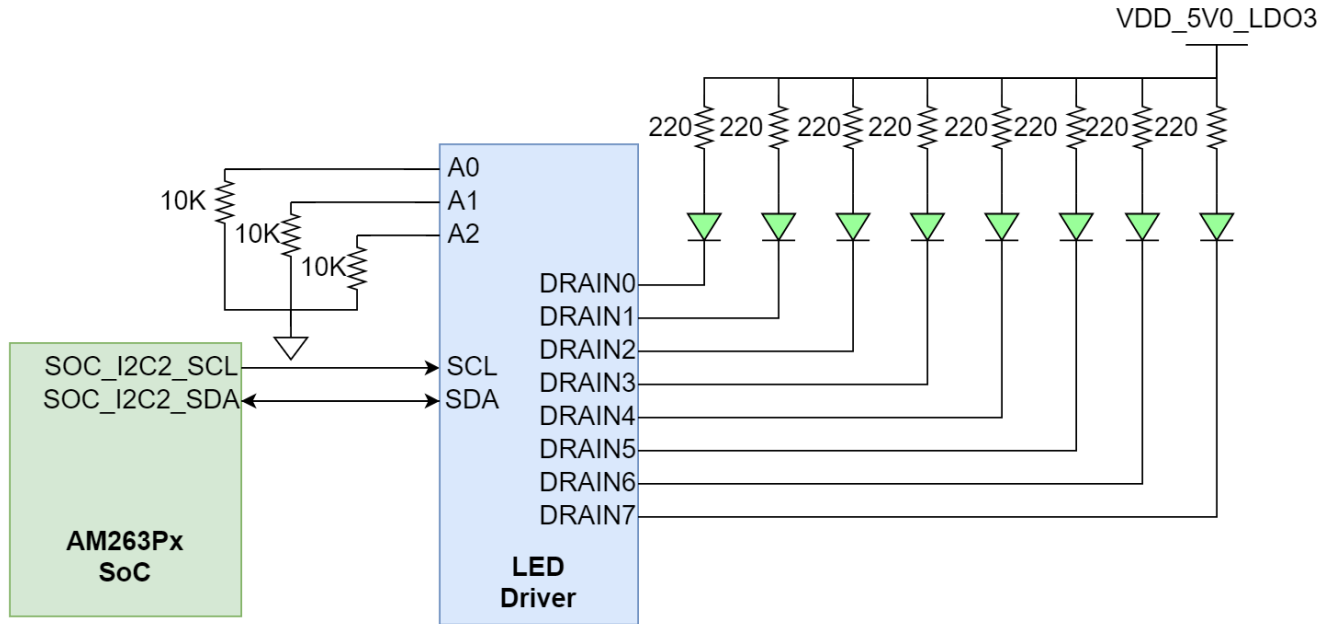 VDD_5V0_LDO3
220 220 220 220 220 220 220 220
A0
10K
A1
10K
A2
10K
DRAIN0
DRAIN1
DRAIN2
SOC_I2C2_SCL
SCL
DRAIN3
SOC_I2C2_SDA
SDA
DRAIN4
DRAIN5
DRAIN6
DRAIN7
AM263Px
SoC
LED
Driver